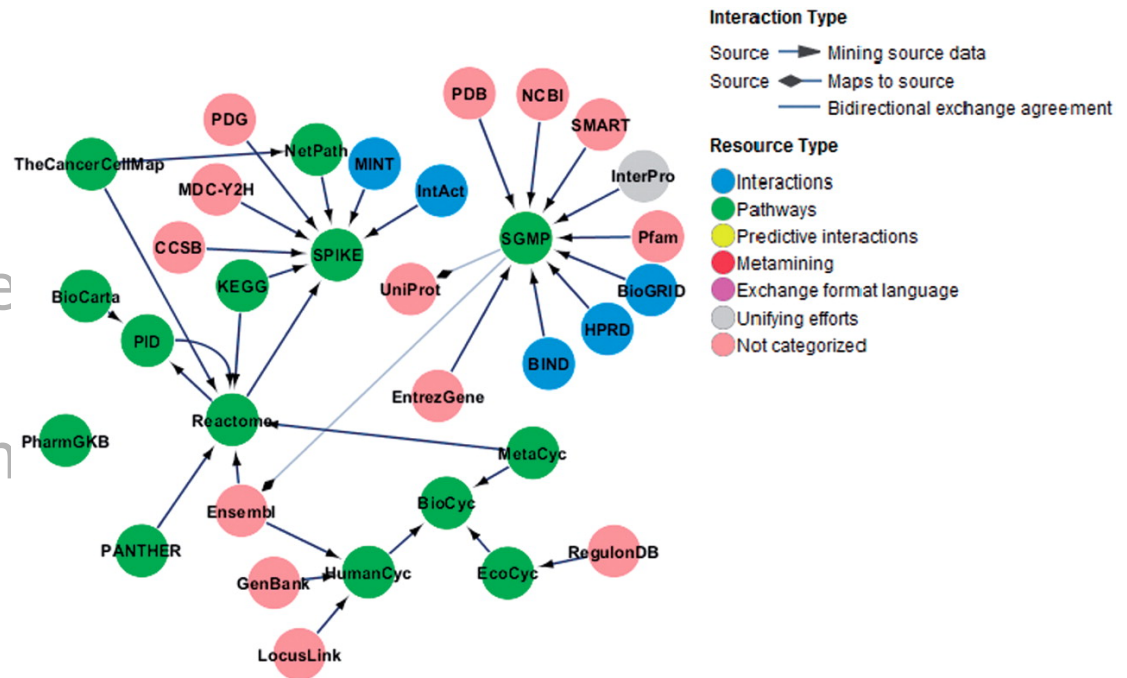 Interaction Type
Source Mining source data
Source Maps to source
Bidirectional exchange agreement
Resource Type
Interactions
Pathways
Predictive interactions
Metamining
Exchange format language
Unifying efforts
Not categorized
PDB
NCBI
PDG
SMART
TheCancerCellMap
NetPath
MINT
InterPro
MDC-Y2H
IntAct
CCSB
SPIKE
SGMP
Pfam
KEGG
UniProt
BioGRID
BioCarta
PID
HPRD
BIND
EntrezGene
Reactome
PharmGKB
MetaCyc
Ensembl
BioCyc
PANTHER
RegulonDB
GenBank
HumanCyc
EcoCyc
LocusLink